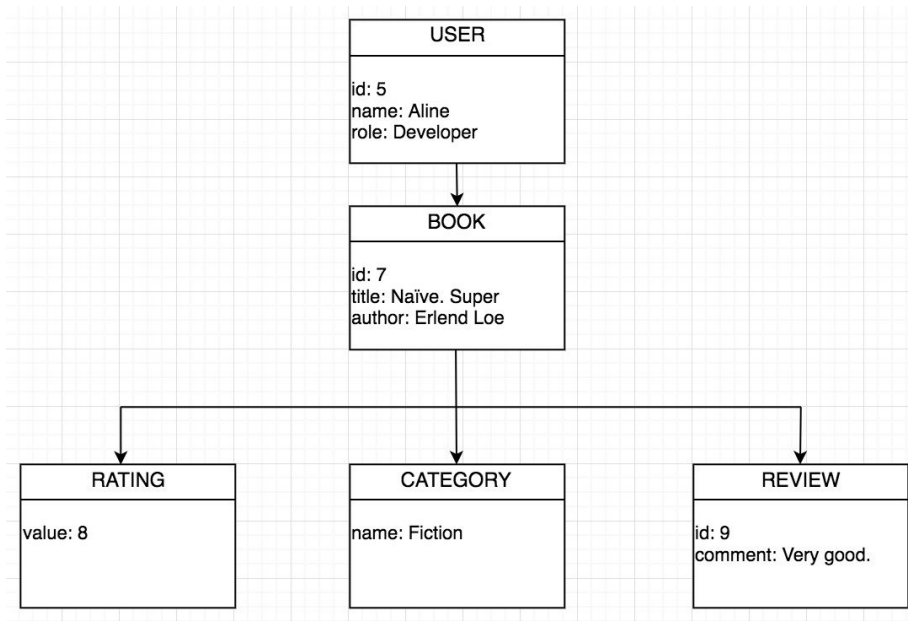 USER
id: 5
name: Aline
role: Developer
BOOK
id: 7
title: Naïve. Super
author: Erlend Loe
RATING
value: 8
CATEGORY
name: Fiction
REVIEW
id: 9
comment: Very good.